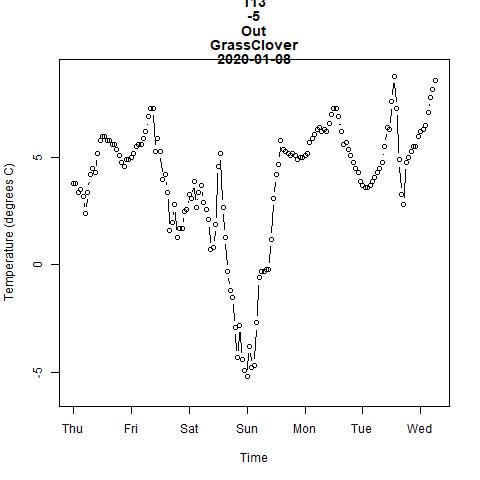 T13
-5
Out
GrassClover
2020-01-08
Temperature (degrees C)
5
0
-5
Thu Fri Sat Sun Mon Tue Wed
Time